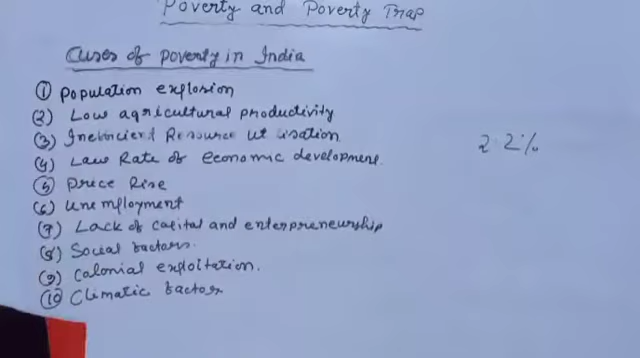 Poverty and Poverty Trap
Cuses of poverty in India
(1) Population explosion
(2) Low agricultural productivity
(3) Inefficient Resource utilisation
(4) Law Rate of economic development
(5) Price Rise
(6) Unemployment
(7) Lack of capital and enterpreneurship
(8) Social factors.
(9) Colonial exploitation.
(10) Climatic factor
2.2%